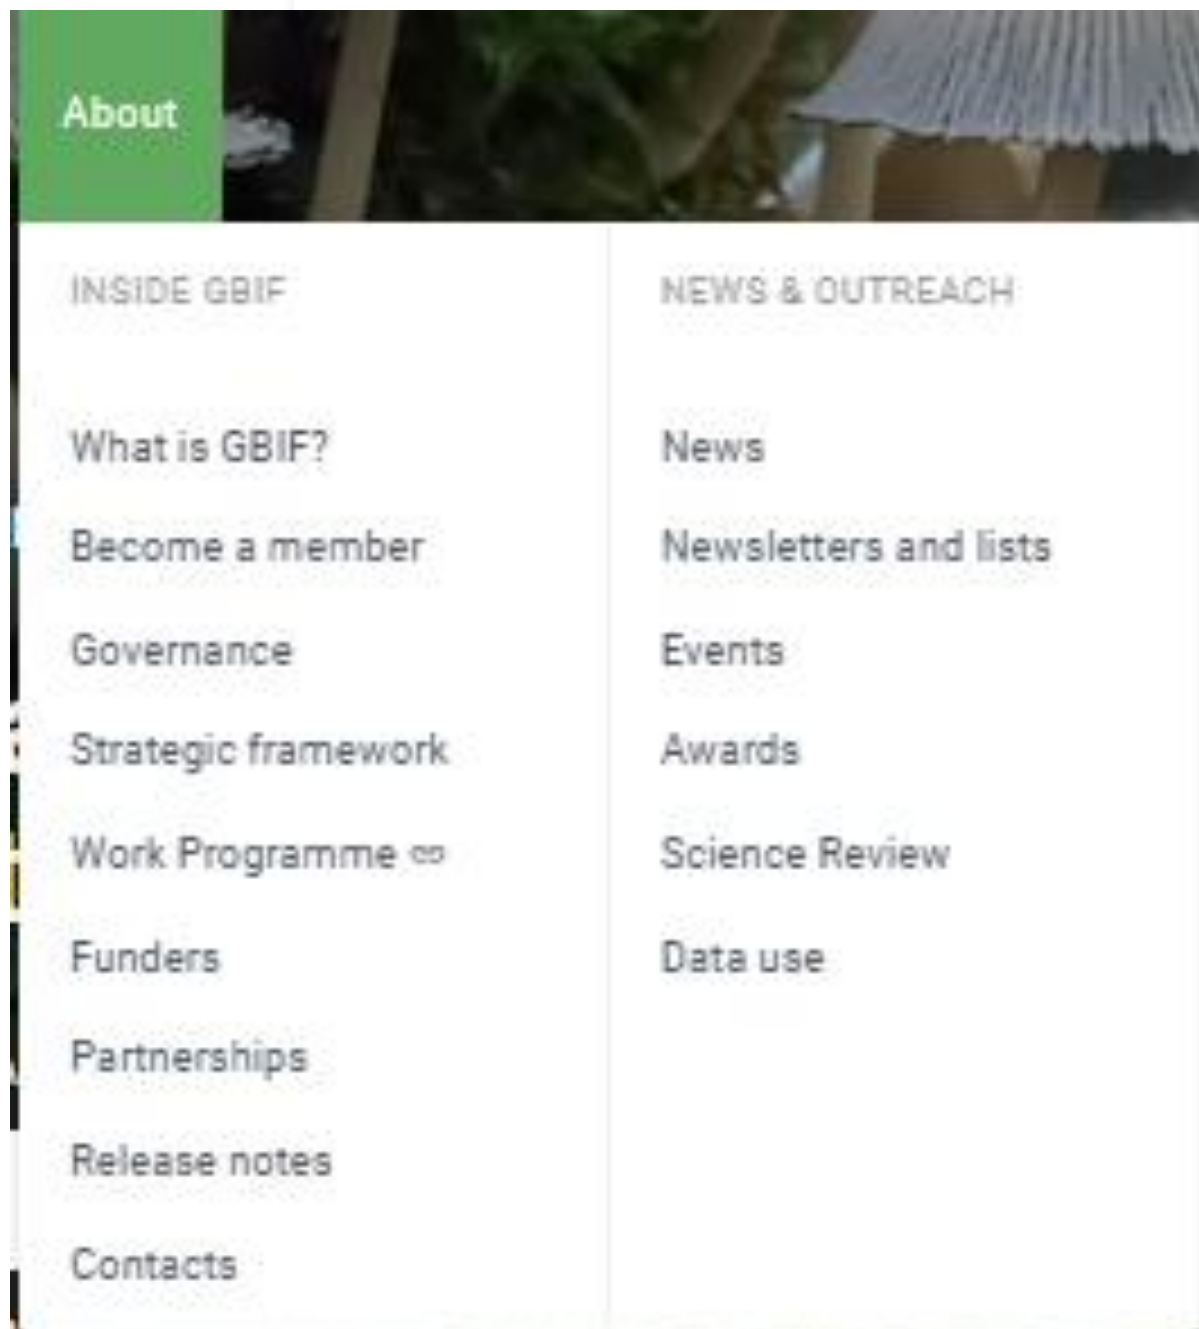 About
INSIDE GBIF
What is GBIF?
Become a member
Governance
Strategic framework
Work Programme
Funders
Partnerships
Release notes
Contacts
NEWS & OUTREACH
News
Newsletters and lists
Events
Awards
Science Review
Data use